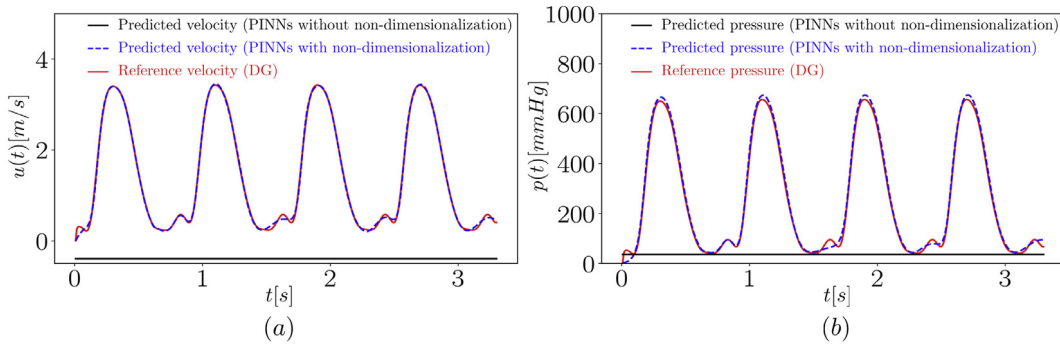 Predicted velocity (PINNs without non-dimensionalization)
Predicted velocity (PINNs with non-dimensionalization)
Reference velocity (DG)
4
2
0
u(t)[m/s]
0
1
2
3
t[s]
(a)
Predicted pressure (PINNs without non-dimensionalization)
Predicted pressure (PINNs with non-dimensionalization)
Reference pressure (DG)
1000
800
600
400
200
0
p(t)[mmHg]
0
1
2
3
t[s]
(b)